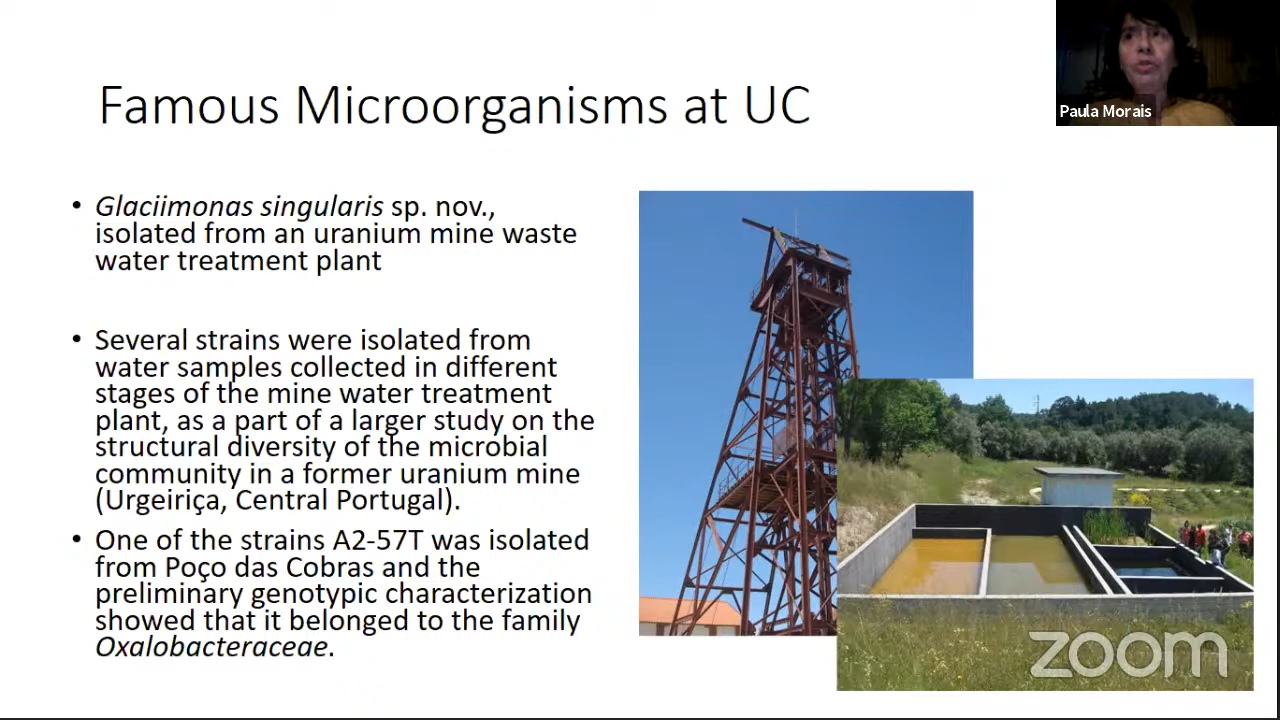 Famous Microorganisms at UC
Paula Morais
• Glaciimonas singularis sp. nov.,
isolated from an uranium mine waste
water treatment plant
• Several strains were isolated from
water samples collected in different
stages of the mine water treatment
plant, as a part of a larger study on the
structural diversity of the microbial
community in a former uranium mine
(Urgeiriça, Central Portugal).
• One of the strains A2-57T was isolated
from Poço das Cobras and the
preliminary genotypic characterization
showed that it belonged to the family
Oxalobacteraceae.
zoom